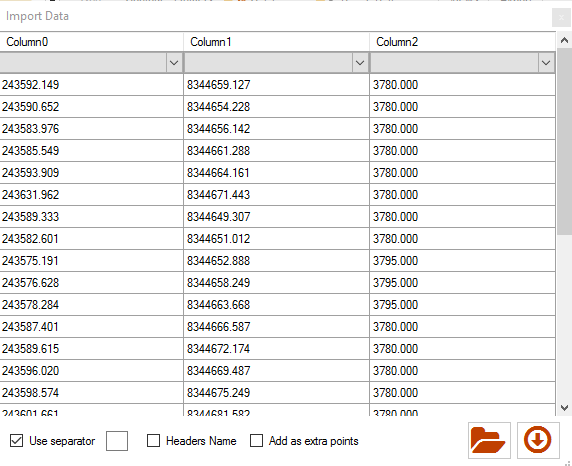 Import Data
Column0 Column1 Column2
243592.149 8344659.127 3780.000
243590.652 8344654.228 3780.000
243583.976 8344656.142 3780.000
243585.549 8344661.288 3780.000
243593.909 8344664.161 3780.000
243631.962 8344671.443 3780.000
243589.333 8344649.307 3780.000
243582.601 8344651.012 3780.000
243575.191 8344652.888 3795.000
243576.628 8344658.249 3795.000
243578.284 8344663.668 3795.000
243587.401 8344666.587 3780.000
243589.615 8344672.174 3780.000
243596.020 8344669.487 3780.000
243598.574 8344675.249 3780.000
243601.661 8344681.582 3780.000
Use separator Headers Name Add as extra points